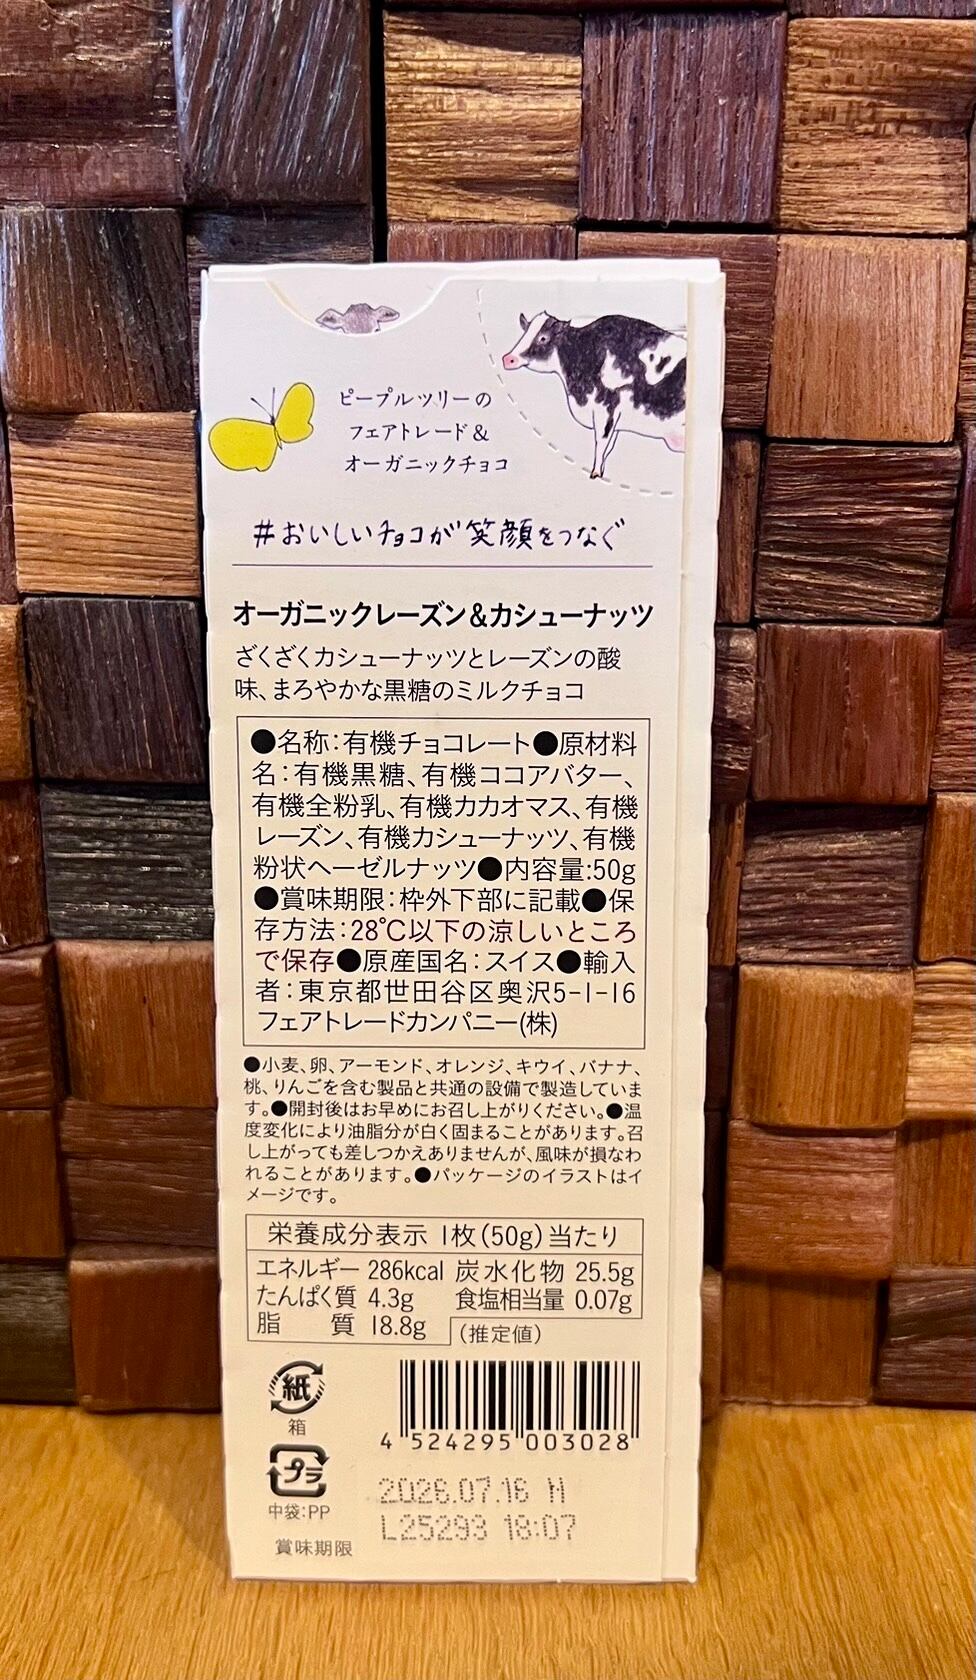 ピープルツリーの
フェアトレード&
オーガニックチョコ
#おいしいチョコが笑顔をつなぐ
オーガニックレーズン&カシューナッツ
ざくざくカシューナッツとレーズンの酸
味、まろやかな黒糖のミルクチョコ
●名称:有機チョコレート●原材料
名:有機黒糖、有機ココアバター、
有機全粉乳、有機カカオマス、有機
レーズン、有機カシューナッツ、有機
粉状ヘーゼルナッツ●内容量:50g
●賞味期限:枠外下部に記載●保
存方法:28℃以下の涼しいところ
で保存●原産国名:スイス●輸入
者:東京都世田谷区奥沢5-1-16
フェアトレードカンパニー(株)
●小麦、卵、アーモンド、オレンジ、キウイ、バナナ、
桃、りんごを含む製品と共通の設備で製造していま
す。●開封後はお早めにお召し上がりください。●温
度変化により油脂分が白く固まることがあります。召
し上がっても差しつかえありませんが、風味が損なわ
れることがあります。●パッケージのイラストはイ
メージです。
栄養成分表示 1枚(50g)当たり
エネルギー 286kcal 炭水化物 25.5g
たんぱく質 4.3g 食塩相当量 0.07g
脂 質 18.8g (推定値)
紙
箱
4 524295 003028
プラ
中袋:PP
2026.07.16 N
L25293 18:07
賞味期限